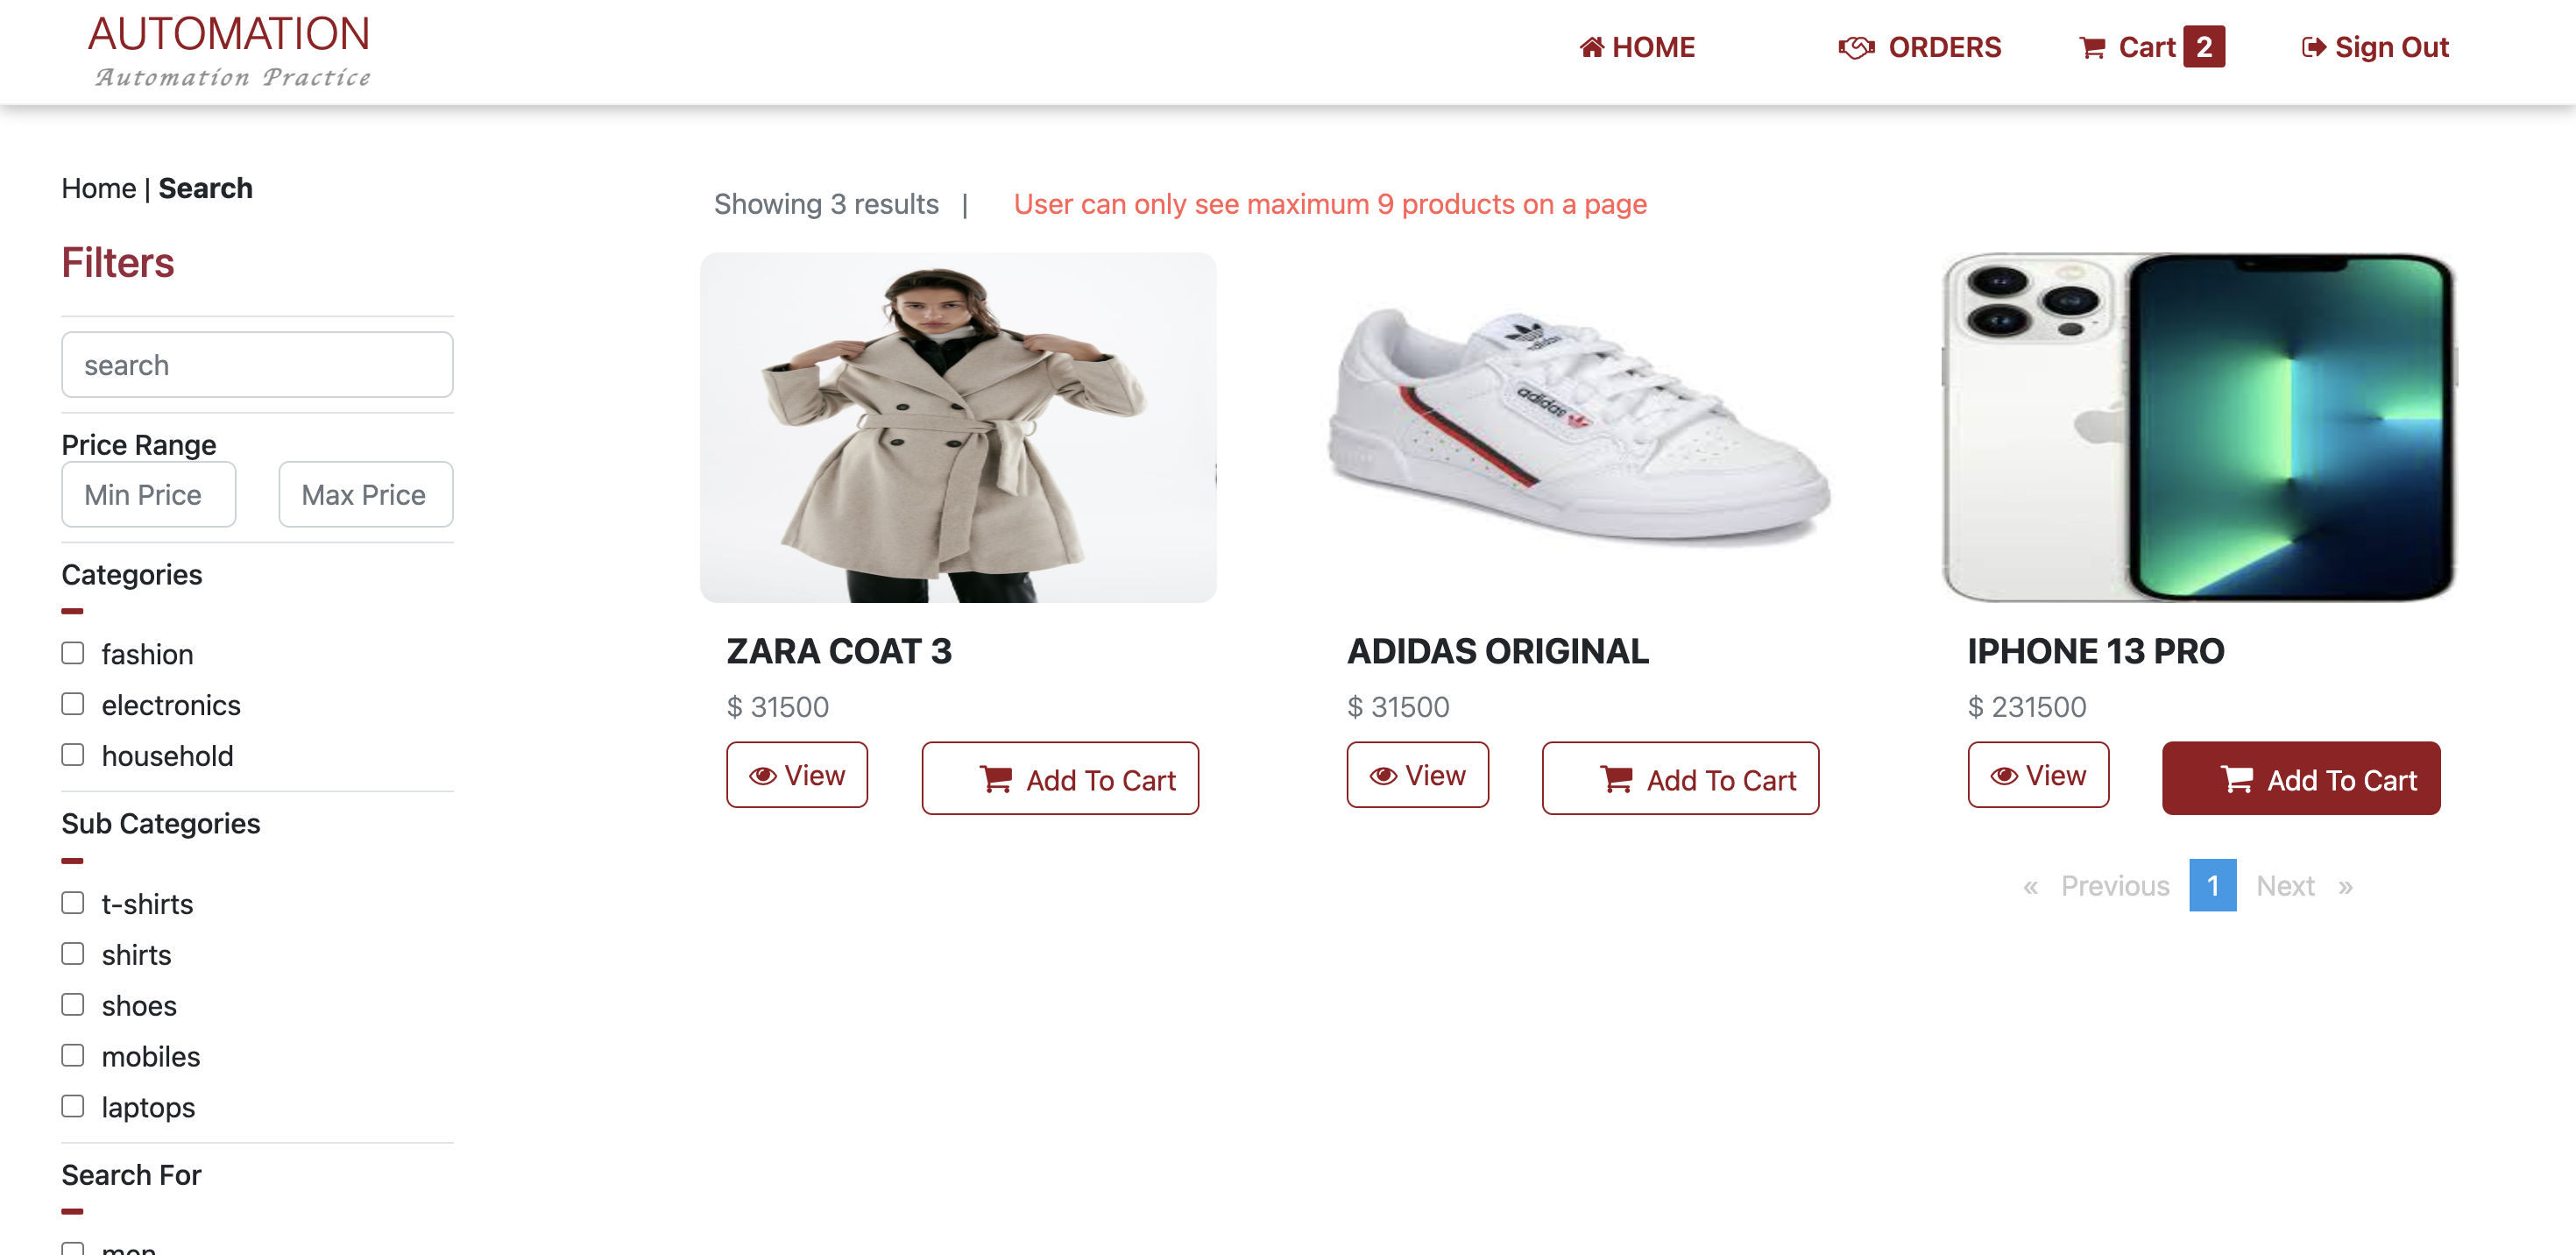 AUTOMATION
Automation Practice
HOME
ORDERS
Cart 2
Sign Out
Home | Search
Filters
search
Price Range
Min Price
Max Price
Categories
fashion
electronics
household
Sub Categories
t-shirts
shirts
shoes
mobiles
laptops
Search For
men
Showing 3 results |
User can only see maximum 9 products on a page
adidas
adidas
ZARA COAT 3
$ 31500
View
Add To Cart
ADIDAS ORIGINAL
$ 31500
View
Add To Cart
IPHONE 13 PRO
$ 231500
View
Add To Cart
« Previous 1 Next »